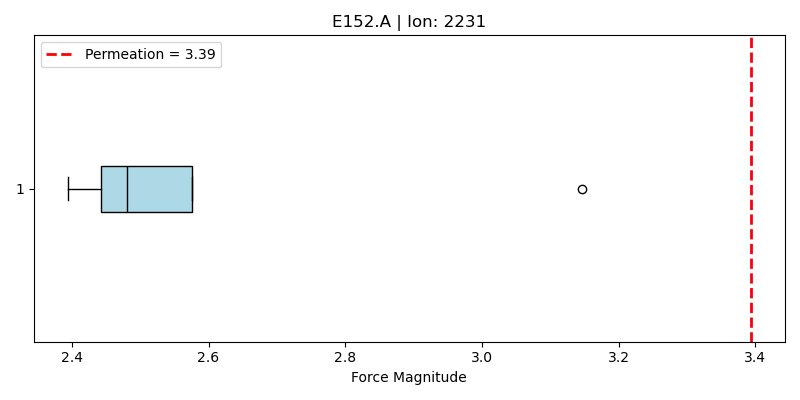 E152.A | Ion: 2231
Permeation = 3.39
1
2.4 2.6 2.8 3.0 3.2 3.4
Force Magnitude